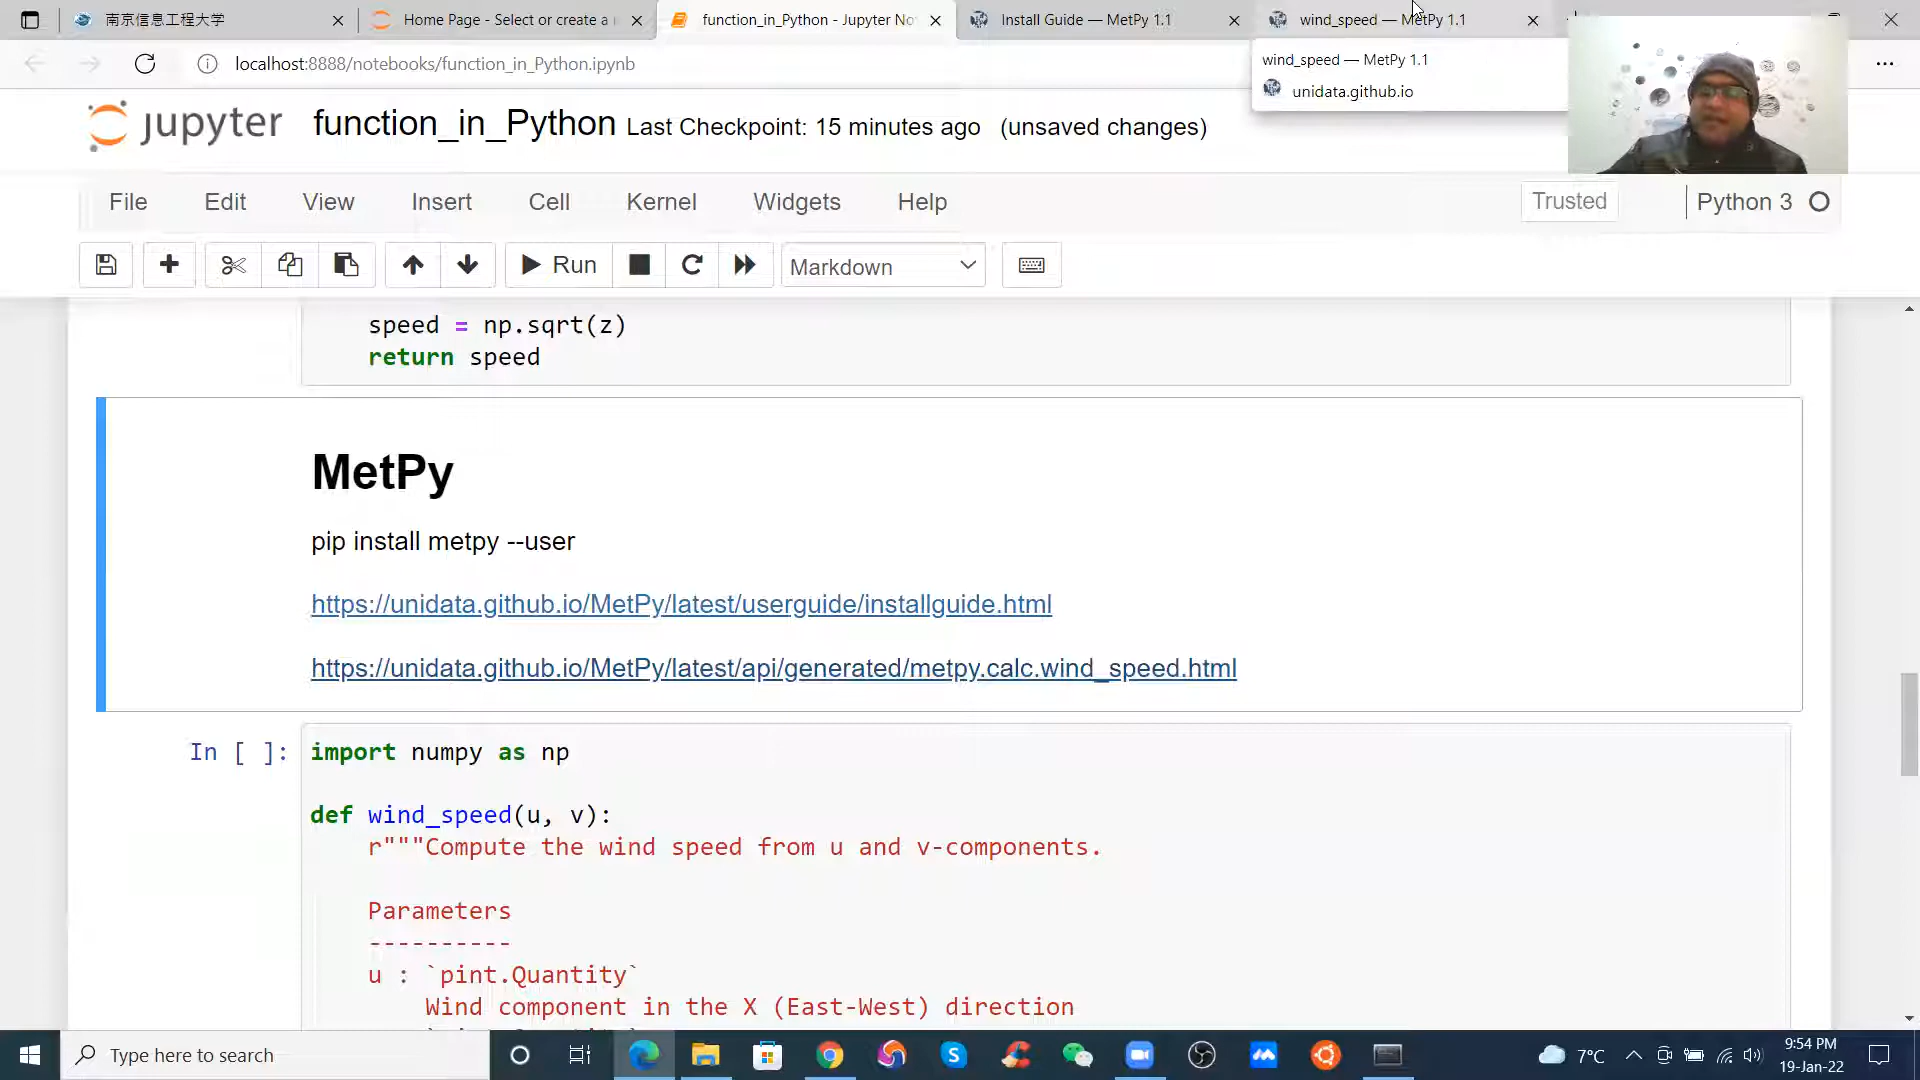 南京信息工程大学
Home Page - Select or create a
function_in_Python - Jupyter No
Install Guide — MetPy 1.1
wind_speed — MetPy 1.1
localhost:8888/notebooks/function_in_Python.ipynb
wind_speed — MetPy 1.1
unidata.github.io
jupyter function_in_Python Last Checkpoint: 15 minutes ago (unsaved changes)
File Edit View Insert Cell Kernel Widgets Help Trusted Python 3
Run Markdown
speed = np.sqrt(z)
return speed
MetPy
pip install metpy --user
https://unidata.github.io/MetPy/latest/userguide/installguide.html
https://unidata.github.io/MetPy/latest/api/generated/metpy.calc.wind_speed.html
In [ ]: import numpy as np
def wind_speed(u, v):
r"""Compute the wind speed from u and v-components.
Parameters
----------
u : `pint.Quantity`
Wind component in the X (East-West) direction
Type here to search
7°C
9:54 PM
19-Jan-22